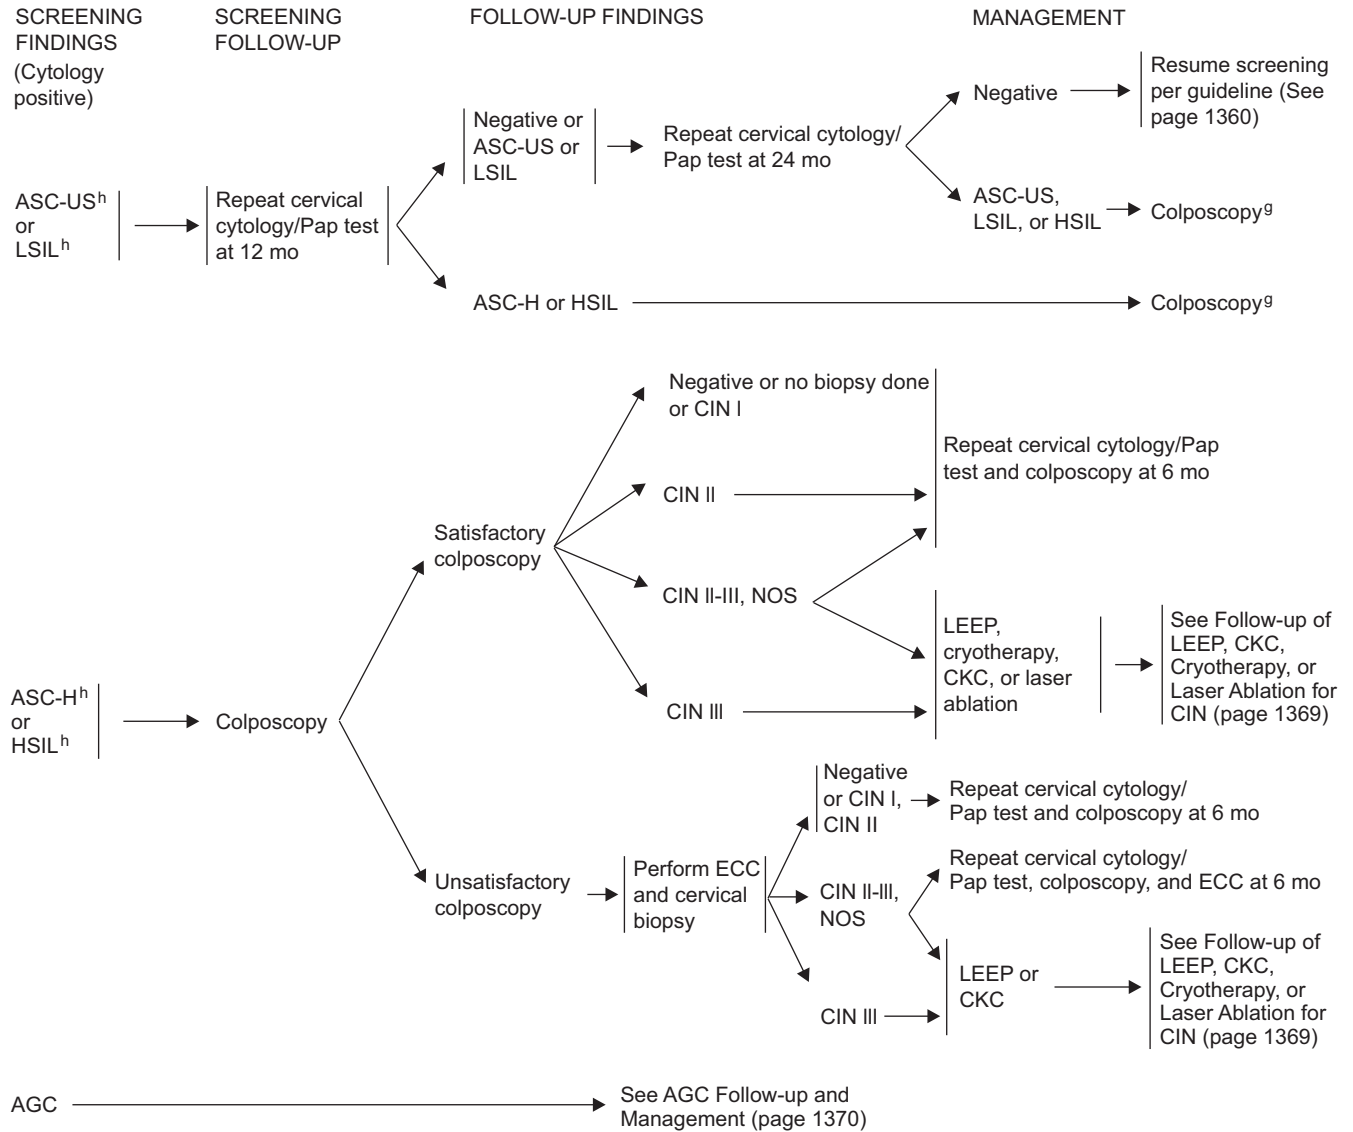 SCREENING
FINDINGS
(Cytology
positive)
SCREENING
FOLLOW-UP
FOLLOW-UP FINDINGS
MANAGEMENT
ASC-USʰ
or
LSILʰ
Repeat cervical
cytology/Pap test
at 12 mo
Negative or
ASC-US or
LSIL
Repeat cervical cytology/
Pap test at 24 mo
Negative
Resume screening
per guideline (See
page 1360)
ASC-US,
LSIL, or HSIL
Colposcopyᵍ
ASC-H or HSIL
Colposcopyᵍ
ASC-Hʰ
or
HSILʰ
Colposcopy
Satisfactory
colposcopy
Negative or no biopsy done
or CIN I
CIN II
Repeat cervical cytology/Pap
test and colposcopy at 6 mo
CIN II-III, NOS
CIN III
LEEP,
cryotherapy,
CKC, or laser
ablation
See Follow-up of
LEEP, CKC,
Cryotherapy, or
Laser Ablation for
CIN (page 1369)
Unsatisfactory
colposcopy
Perform ECC
and cervical
biopsy
Negative
or CIN I,
CIN II
Repeat cervical cytology/
Pap test and colposcopy at 6 mo
CIN II-III,
NOS
Repeat cervical cytology/
Pap test, colposcopy, and ECC at 6 mo
CIN III
LEEP or
CKC
See Follow-up of
LEEP, CKC,
Cryotherapy, or
Laser Ablation for
CIN (page 1369)
AGC
See AGC Follow-up and
Management (page 1370)